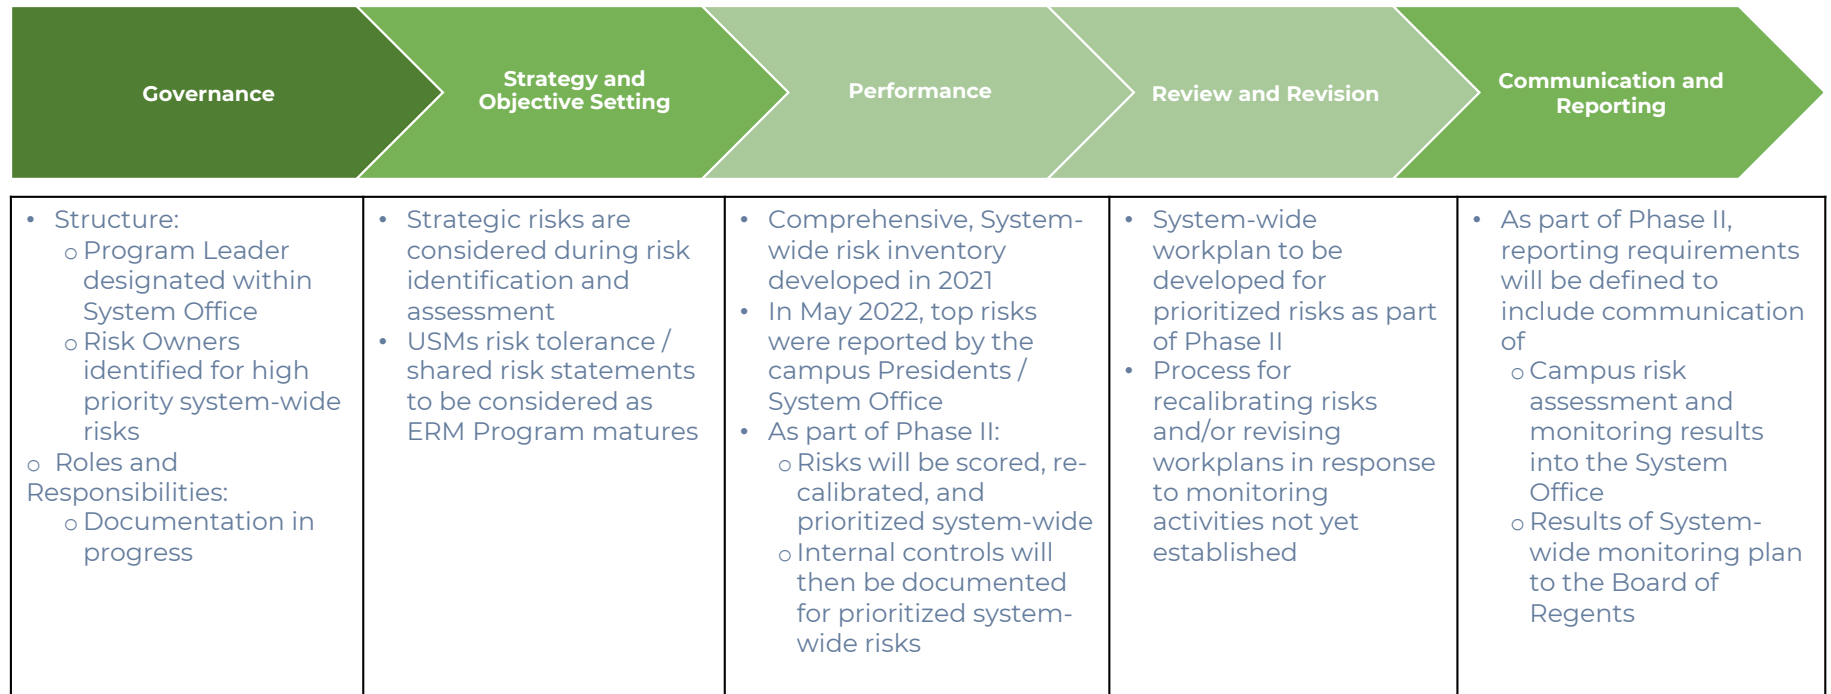 Governance
Strategy and
Objective Setting
Performance
Review and Revision
Communication and
Reporting
• Structure:
o Program Leader
designated within
System Office
o Risk Owners
identified for high
priority system-wide
risks
o Roles and
Responsibilities:
o Documentation in
progress
• Strategic risks are
considered during risk
identification and
assessment
• USMs risk tolerance /
shared risk statements
to be considered as
ERM Program matures
• Comprehensive, System-
wide risk inventory
developed in 2021
• In May 2022, top risks
were reported by the
campus Presidents /
System Office
• As part of Phase II:
o Risks will be scored, re-
calibrated, and
prioritized system-wide
o Internal controls will
then be documented
for prioritized system-
wide risks
• System-wide
workplan to be
developed for
prioritized risks as part
of Phase II
• Process for
recalibrating risks
and/or revising
workplans in response
to monitoring
activities not yet
established
• As part of Phase II,
reporting requirements
will be defined to
include communication
of
o Campus risk
assessment and
monitoring results
into the System
Office
o Results of System-
wide monitoring plan
to the Board of
Regents